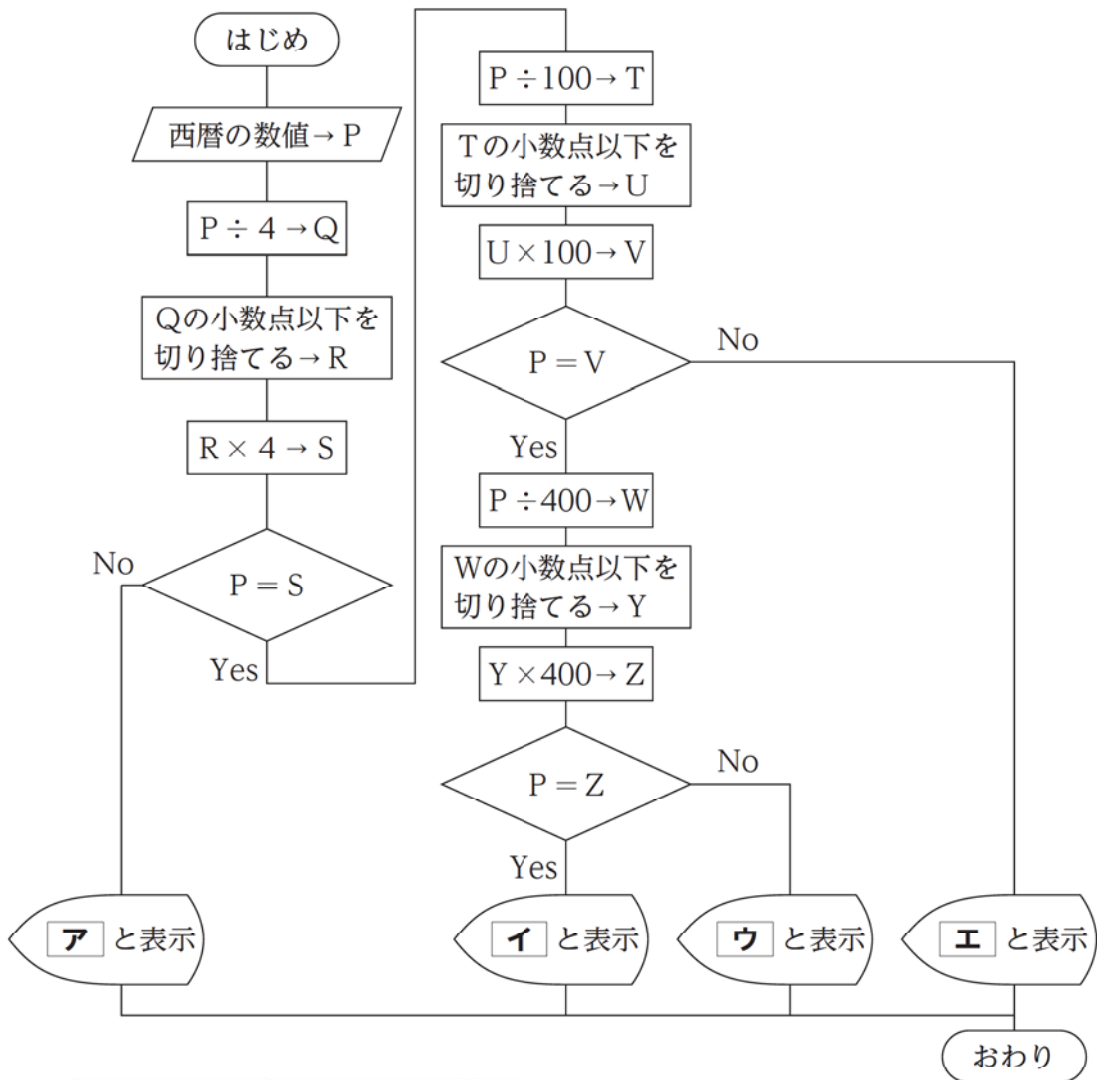 はじめ
西暦の数値→P
P÷4→Q
Qの小数点以下を
切り捨てる→R
R×4→S
P=S
No
Yes
P÷100→T
Tの小数点以下を
切り捨てる→U
U×100→V
P=V
No
Yes
P÷400→W
Wの小数点以下を
切り捨てる→Y
Y×400→Z
P=Z
No
Yes
ア と表示
イ と表示
ウ と表示
エ と表示
おわり